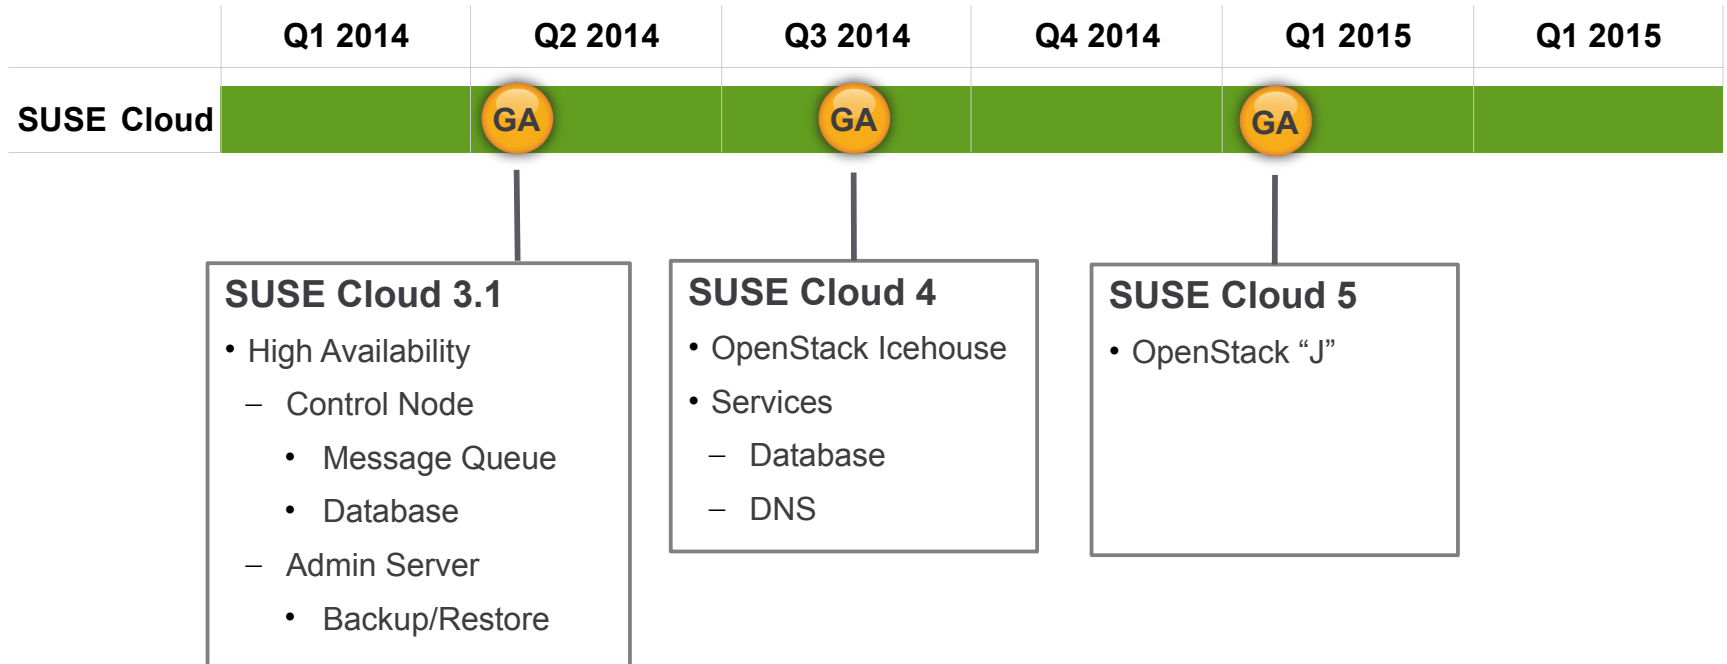 Q1 2014 Q2 2014 Q3 2014 Q4 2014 Q1 2015 Q1 2015
SUSE Cloud GA GA GA
SUSE Cloud 3.1
• High Availability
– Control Node
• Message Queue
• Database
– Admin Server
• Backup/Restore
SUSE Cloud 4
• OpenStack Icehouse
• Services
– Database
– DNS
SUSE Cloud 5
• OpenStack “J”